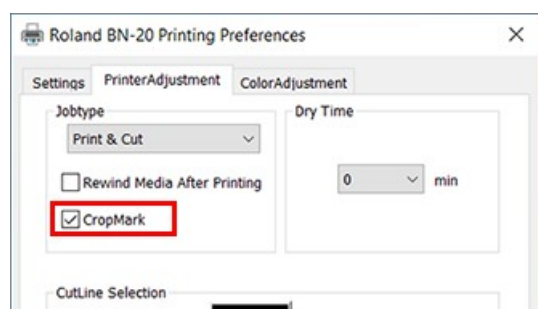 Roland BN-20 Printing Preferences
Settings PrinterAdjustment ColorAdjustment
Jobtype
Print & Cut
Rewind Media After Printing
CropMark
Dry Time
0 min
CutLine Selection